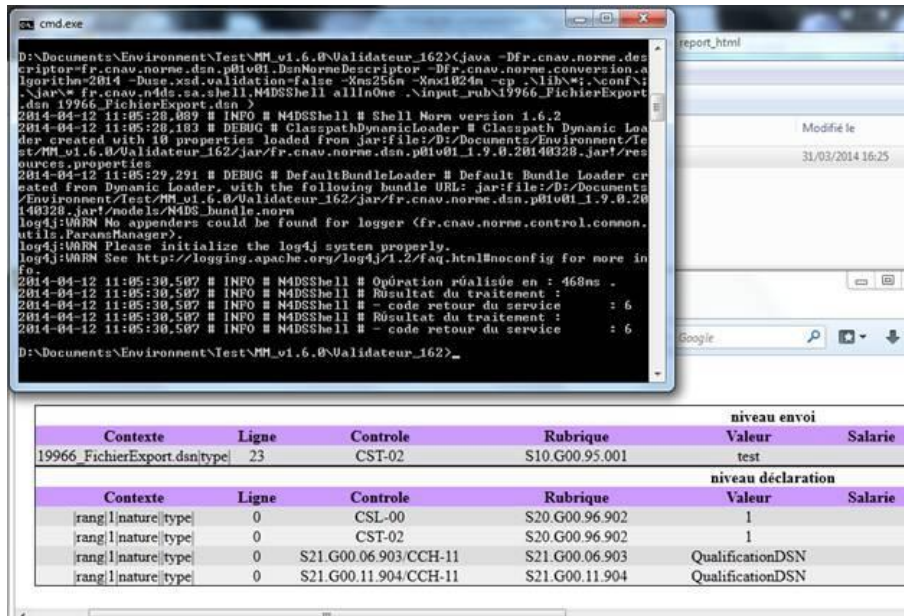 cmd.exe
D:\Documents\Environment\Test\MM_v1.6.0\Validateur_162>(java -Dfr.cnav.norme.des
criptor=fr.cnav.norme.dsn.p01v01.DsnNormeDescriptor -Dfr.cnav.norme.conversion.a
lgorithm=2014 -Duse.xsd.validation=false -Xms256m -Xmx1024m -cp .\lib\*:.\conf\;
.\jar\* fr.cnav.n4ds.sa.shell.N4DSShell allInOne .\input_rub\19966_FichierExport
.dsn 19966_FichierExport.dsn )
2014-04-12 11:05:28,089 # INFO # N4DSShell # Shell Norm version 1.6.2
2014-04-12 11:05:28,183 # DEBUG # ClasspathDynamicLoader # Classpath Dynamic Loa
der created with 10 properties loaded from jar:file:/D:/Documents/Environment/Te
st/MM_v1.6.0/Validateur_162/jar/fr.cnav.norme.dsn.p01v01_1.9.0.20140328.jar!/res
ources.properties
2014-04-12 11:05:29,291 # DEBUG # DefaultBundleLoader # Default Bundle Loader cr
eated from Dynamic Loader, with the following bundle URL: jar:file:/D:/Documents
/Environment/Test/MM_v1.6.0/Validateur_162/jar/fr.cnav.norme.dsn.p01v01_1.9.0.20
140328.jar!/models/N4DS_bundle.norm
log4j:WARN No appenders could be found for logger (fr.cnav.norme.control.common.
utils.ParamsManager).
log4j:WARN Please initialize the log4j system properly.
log4j:WARN See http://logging.apache.org/log4j/1.2/faq.html#noconfig for more in
fo.
2014-04-12 11:05:30,507 # INFO # N4DSShell # OpÚration rÚalisÚe en : 468ms .
2014-04-12 11:05:30,507 # INFO # N4DSShell # RÚsultat du traitement :
2014-04-12 11:05:30,507 # INFO # N4DSShell # - code retour du service : 6
2014-04-12 11:05:30,507 # INFO # N4DSShell # RÚsultat du traitement :
2014-04-12 11:05:30,507 # INFO # N4DSShell # - code retour du service : 6
D:\Documents\Environment\Test\MM_v1.6.0\Validateur_162>_
report_html
Modifié le
31/03/2014 16:25
Google
niveau envoi
Contexte Ligne Controle Rubrique Valeur Salarie
19966_FichierExport.dsn|type| 23 CST-02 S10.G00.95.001 test
niveau déclaration
Contexte Ligne Controle Rubrique Valeur Salarie
|rang|1|nature||type| 0 CSL-00 S20.G00.96.902 1
|rang|1|nature||type| 0 CST-02 S20.G00.96.902 1
|rang|1|nature||type| 0 S21.G00.06.903/CCH-11 S21.G00.06.903 QualificationDSN
|rang|1|nature||type| 0 S21.G00.11.904/CCH-11 S21.G00.11.904 QualificationDSN